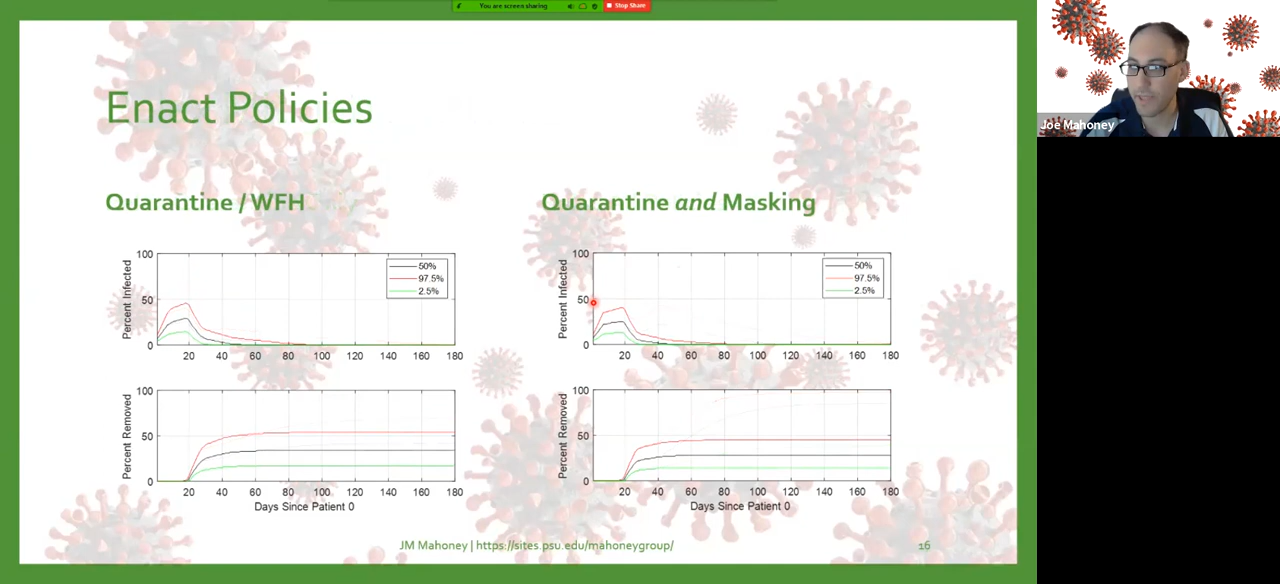 You are screen sharing
Stop Share
Joe Mahoney
Enact Policies
Quarantine / WFH
Quarantine and Masking
Percent Infected
100
50
0
50%
97.5%
2.5%
20 40 60 80 100 120 140 160 180
Percent Infected
100
50
0
50%
97.5%
2.5%
20 40 60 80 100 120 140 160 180
Percent Removed
100
50
0
20 40 60 80 100 120 140 160 180
Days Since Patient 0
Percent Removed
100
50
0
20 40 60 80 100 120 140 160 180
Days Since Patient 0
JM Mahoney | https://sites.psu.edu/mahoneygroup/
16